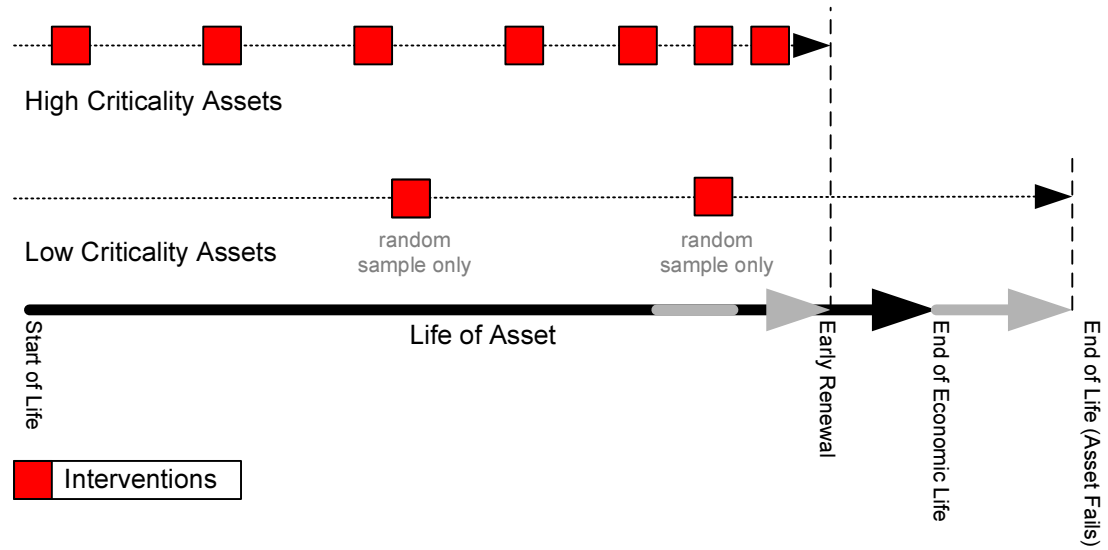 High Criticality Assets
Low Criticality Assets
random
sample only
random
sample only
Life of Asset
Start of Life
Early Renewal
End of Economic Life
End of Life (Asset Fails)
Interventions